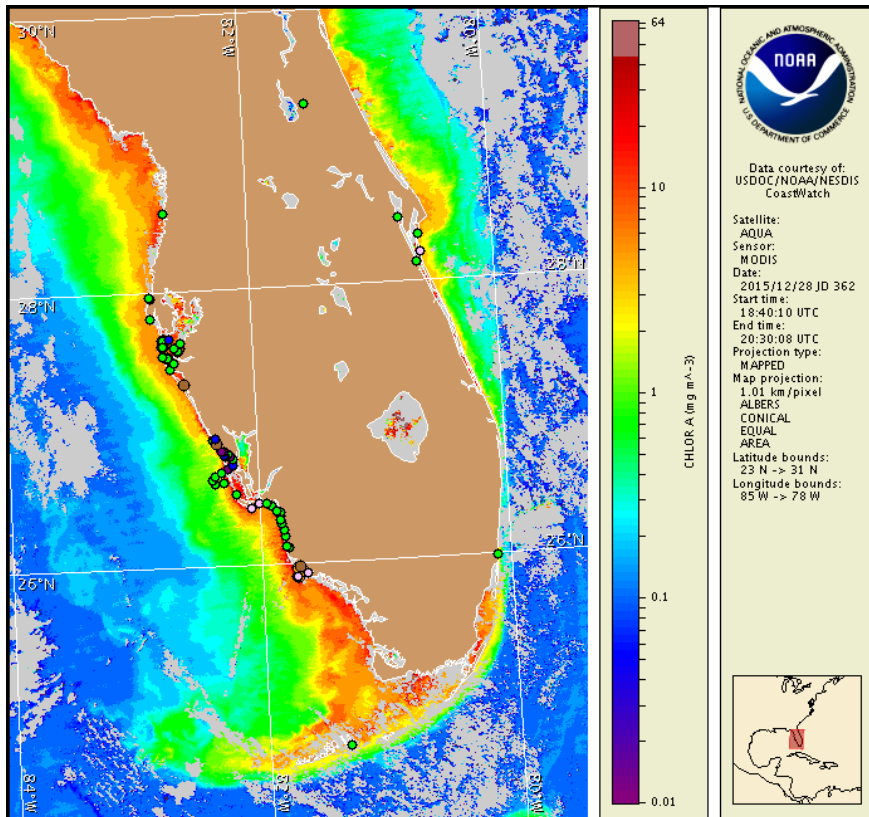 30°N
82°W
80°W
28°N
28°N
26°N
26°N
84°W
82°W
80°W
64
10
1
0.1
0.01
CHLOR A (mg m^-3)
NATIONAL OCEANIC AND ATMOSPHERIC ADMINISTRATION
NOAA
U.S. DEPARTMENT OF COMMERCE
Data courtesy of:
USDOC/NOAA/NESDIS
CoastWatch
Satellite:
AQUA
Sensor:
MODIS
Date:
2015/12/28 JD 362
Start time:
18:40:10 UTC
End time:
20:30:08 UTC
Projection type:
MAPPED
Map projection:
1.01 km/pixel
ALBERS
CONICAL
EQUAL
AREA
Latitude bounds:
23 N -> 31 N
Longitude bounds:
85 W -> 78 W